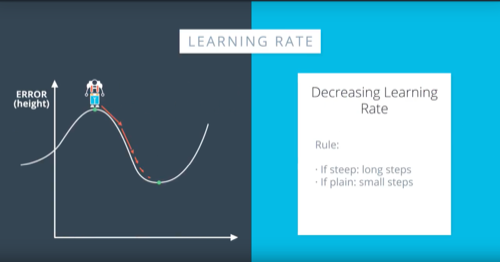 LEARNING RATE
ERROR
(height)
Decreasing Learning
Rate
Rule:
· If steep: long steps
· If plain: small steps